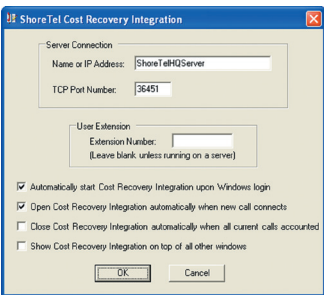 ShoreTel Cost Recovery Integration
Server Connection
Name or IP Address: ShoreTelHQServer
TCP Port Number: 36451
User Extension
Extension Number:
(Leave blank unless running on a server)
Automatically start Cost Recovery Integration upon Windows login
Open Cost Recovery Integration automatically when new call connects
Close Cost Recovery Integration automatically when all current calls accounted
Show Cost Recovery Integration on top of all other windows
OK Cancel